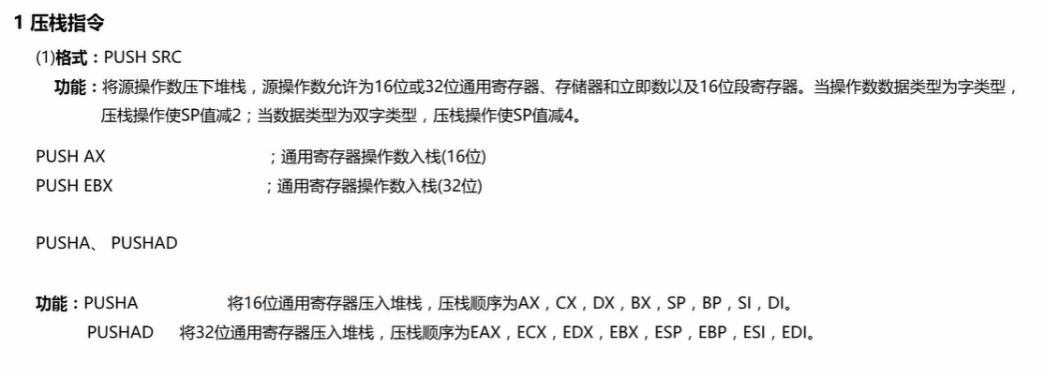 1 压栈指令
(1)格式：PUSH SRC
功能：将源操作数压下堆栈，源操作数允许为16位或32位通用寄存器、存储器和立即数以及16位段寄存器。当操作数数据类型为字类型，
压栈操作使SP值减2；当数据类型为双字类型，压栈操作使SP值减4。
PUSH AX ；通用寄存器操作数入栈(16位)
PUSH EBX ；通用寄存器操作数入栈(32位)
PUSHA、 PUSHAD
功能：PUSHA 将16位通用寄存器压入堆栈，压栈顺序为AX，CX，DX，BX，SP，BP，SI，DI。
PUSHAD 将32位通用寄存器压入堆栈，压栈顺序为EAX，ECX，EDX，EBX，ESP，EBP，ESI，EDI。